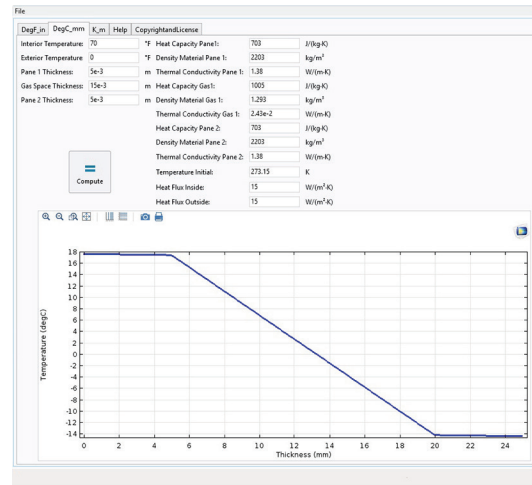 File
DegF_in DegC_mm K_m Help CopyrightandLicense
Interior Temperature: 70 °F Heat Capacity Pane1: 703 J/(kg·K)
Exterior Temperature 0 °F Density Material Pane 1: 2203 kg/m³
Pane 1 Thickness: 5e-3 m Thermal Conductivity Pane 1: 1.38 W/(m·K)
Gas Space Thickness: 15e-3 m Heat Capacity Gas1: 1005 J/(kg·K)
Pane 2 Thickness: 5e-3 m Density Material Gas 1: 1.293 kg/m³
Thermal Conductivity Gas 1: 2.43e-2 W/(m·K)
Heat Capacity Pane 2: 703 J/(kg·K)
Density Material Pane 2: 2203 kg/m³
Thermal Conductivity Pane 2: 1.38 W/(m·K)
Temperature Initial: 273.15 K
Heat Flux Inside: 15 W/(m²·K)
Heat Flux Outside: 15 W/(m²·K)
Compute
18
16
14
12
10
8
6
4
2
0
-2
-4
-6
-8
-10
-12
-14
Temperature (degC)
0 2 4 6 8 10 12 14 16 18 20 22 24
Thickness (mm)